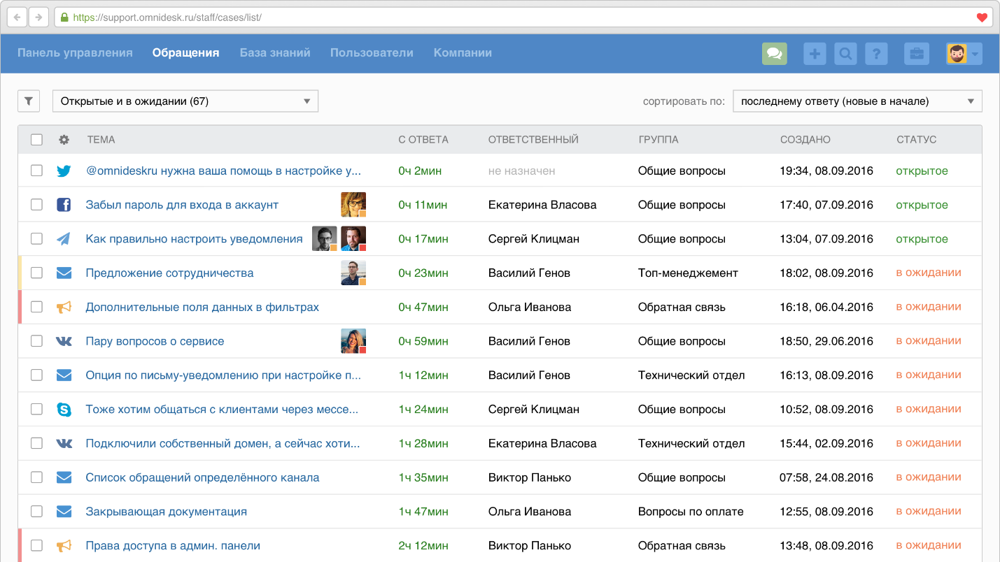 https://support.omnidesk.ru/staff/cases/list/
Панель управления Обращения База знаний Пользователи Компании
Открытые и в ожидании (67) сортировать по: последнему ответу (новые в начале)
ТЕМА С ОТВЕТА ОТВЕТСТВЕННЫЙ ГРУППА СОЗДАНО СТАТУС
@omnideskru нужна ваша помощь в настройке у... 0ч 2мин не назначен Общие вопросы 19:34, 08.09.2016 открытое
Забыл пароль для входа в аккаунт 0ч 11мин Екатерина Власова Общие вопросы 17:40, 07.09.2016 открытое
Как правильно настроить уведомления 0ч 17мин Сергей Клицман Общие вопросы 13:04, 07.09.2016 открытое
Предложение сотрудничества 0ч 23мин Василий Генов Топ-менеджемент 18:02, 08.09.2016 в ожидании
Дополнительные поля данных в фильтрах 0ч 47мин Ольга Иванова Обратная связь 16:18, 06.04.2016 в ожидании
Пару вопросов о сервисе 0ч 59мин Василий Генов Общие вопросы 18:50, 29.06.2016 в ожидании
Опция по письму-уведомлению при настройке п... 1ч 12мин Василий Генов Технический отдел 16:13, 08.09.2016 в ожидании
Тоже хотим общаться с клиентами через мессе... 1ч 24мин Сергей Клицман Общие вопросы 10:52, 08.09.2016 в ожидании
Подключили собственный домен, а сейчас хоти... 1ч 28мин Екатерина Власова Технический отдел 15:44, 02.09.2016 в ожидании
Список обращений определённого канала 1ч 35мин Виктор Панько Общие вопросы 07:58, 24.08.2016 в ожидании
Закрывающая документация 1ч 47мин Ольга Иванова Вопросы по оплате 12:55, 08.09.2016 в ожидании
Права доступа в админ. панели 2ч 12мин Виктор Панько Обратная связь 13:48, 08.09.2016 в ожидании